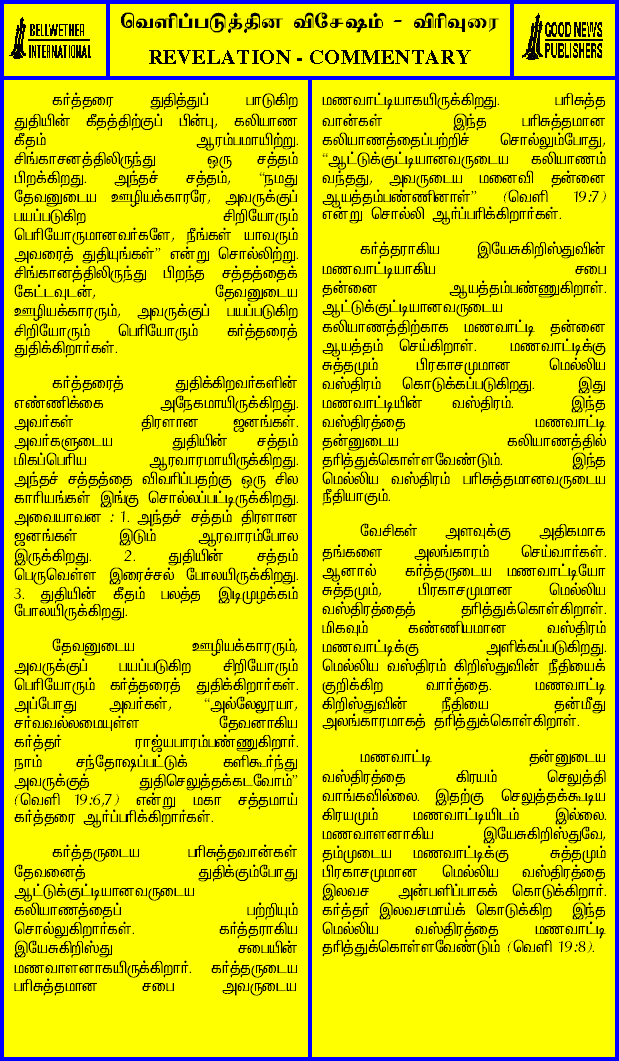 BELLWETHER
INTERNATIONAL
வெளிப்படுத்தின விசேஷம் - விரிவுரை
REVELATION - COMMENTARY
GOOD NEWS
PUBLISHERS
கர்த்தரை துதித்துப் பாடுகிற
துதியின் கீதத்திற்குப் பின்பு, கலியாண
கீதம் ஆரம்பமாயிற்று.
சிங்காசனத்திலிருந்து ஒரு சத்தம்
பிறக்கிறது. அந்தச் சத்தம், “நமது
தேவனுடைய ஊழியக்காரரே, அவருக்குப்
பயப்படுகிற சிறியோரும்
பெரியோருமானவர்களே, நீங்கள் யாவரும்
அவரைத் துதியுங்கள்” என்று சொல்லிற்று.
சிங்கானத்திலிருந்து பிறந்த சத்தத்தைக்
கேட்டவுடன், தேவனுடைய
ஊழியக்காரரும், அவருக்குப் பயப்படுகிற
சிறியோரும் பெரியோரும் கர்த்தரைத்
துதிக்கிறார்கள்.
கர்த்தரைத் துதிக்கிறவர்களின்
எண்ணிக்கை அநேகமாயிருக்கிறது.
அவர்கள் திரளான ஜனங்கள்.
அவர்களுடைய துதியின் சத்தம்
மிகப்பெரிய ஆரவாரமாயிருக்கிறது.
அந்தச் சத்தத்தை விவரிப்பதற்கு ஒரு சில
காரியங்கள் இங்கு சொல்லப்பட்டிருக்கிறது.
அவையாவன : 1. அந்தச் சத்தம் திரளான
ஜனங்கள் இடும் ஆரவாரம்போல
இருக்கிறது. 2. துதியின் சத்தம்
பெருவெள்ள இரைச்சல் போலயிருக்கிறது.
3. துதியின் கீதம் பலத்த இடிமுழக்கம்
போலயிருக்கிறது.
தேவனுடைய ஊழியக்காரரும்,
அவருக்குப் பயப்படுகிற சிறியோரும்
பெரியோரும் கர்த்தரைத் துதிக்கிறார்கள்.
அப்போது அவர்கள், “அல்லேலூயா,
சர்வவல்லமையுள்ள தேவனாகிய
கர்த்தர் ராஜ்யபாரம்பண்ணுகிறார்.
நாம் சந்தோஷப்பட்டுக் களிகூர்ந்து
அவருக்குத் துதிசெலுத்தக்கடவோம்”
(வெளி 19:6,7) என்று மகா சத்தமாய்
கர்த்தரை ஆர்ப்பரிக்கிறார்கள்.
கர்த்தருடைய பரிசுத்தவான்கள்
தேவனைத் துதிக்கும்போது
ஆட்டுக்குட்டியானவருடைய
கலியாணத்தைப் பற்றியும்
சொல்லுகிறார்கள். கர்த்தராகிய
இயேசுகிறிஸ்து சபையின்
மணவாளனாகயிருக்கிறார். கர்த்தருடைய
பரிசுத்தமான சபை அவருடைய
மணவாட்டியாகயிருக்கிறது. பரிசுத்த
வான்கள் இந்த பரிசுத்தமான
கலியாணத்தைப்பற்றிச் சொல்லும்போது,
“ஆட்டுக்குட்டியானவருடைய கலியாணம்
வந்தது, அவருடைய மனைவி தன்னை
ஆயத்தம்பண்ணினாள்” (வெளி 19:7)
என்று சொல்லி ஆர்ப்பரிக்கிறார்கள்.
கர்த்தராகிய இயேசுகிறிஸ்துவின்
மணவாட்டியாகிய சபை
தன்னை ஆயத்தம்பண்ணுகிறாள்.
ஆட்டுக்குட்டியானவருடைய
கலியாணத்திற்காக மணவாட்டி தன்னை
ஆயத்தம் செய்கிறாள். மணவாட்டிக்கு
சுத்தமும் பிரகாசமுமான மெல்லிய
வஸ்திரம் கொடுக்கப்படுகிறது. இது
மணவாட்டியின் வஸ்திரம். இந்த
வஸ்திரத்தை மணவாட்டி
தன்னுடைய கலியாணத்தில்
தரித்துக்கொள்ளவேண்டும். இந்த
மெல்லிய வஸ்திரம் பரிசுத்தமானவருடைய
நீதியாகும்.
வேசிகள் அளவுக்கு அதிகமாக
தங்களை அலங்காரம் செய்வார்கள்.
ஆனால் கர்த்தருடைய மணவாட்டியோ
சுத்தமும், பிரகாசமுமான மெல்லிய
வஸ்திரத்தைத் தரித்துக்கொள்கிறாள்.
மிகவும் கண்ணியமான வஸ்திரம்
மணவாட்டிக்கு அளிக்கப்படுகிறது.
மெல்லிய வஸ்திரம் கிறிஸ்துவின் நீதியைக்
குறிக்கிற வார்த்தை. மணவாட்டி
கிறிஸ்துவின் நீதியை தன்மீது
அலங்காரமாகத் தரித்துக்கொள்கிறாள்.
மணவாட்டி தன்னுடைய
வஸ்திரத்தை கிரயம் செலுத்தி
வாங்கவில்லை. இதற்கு செலுத்தக்கூடிய
கிரயமும் மணவாட்டியிடம் இல்லை.
மணவாளனாகிய இயேசுகிறிஸ்துவே,
தம்முடைய மணவாட்டிக்கு சுத்தமும்
பிரகாசமுமான மெல்லிய வஸ்திரத்தை
இலவச அன்பளிப்பாகக் கொடுக்கிறார்.
கர்த்தர் இலவசமாய்க் கொடுக்கிற இந்த
மெல்லிய வஸ்திரத்தை மணவாட்டி
தரித்துக்கொள்ளவேண்டும் (வெளி 19:8).